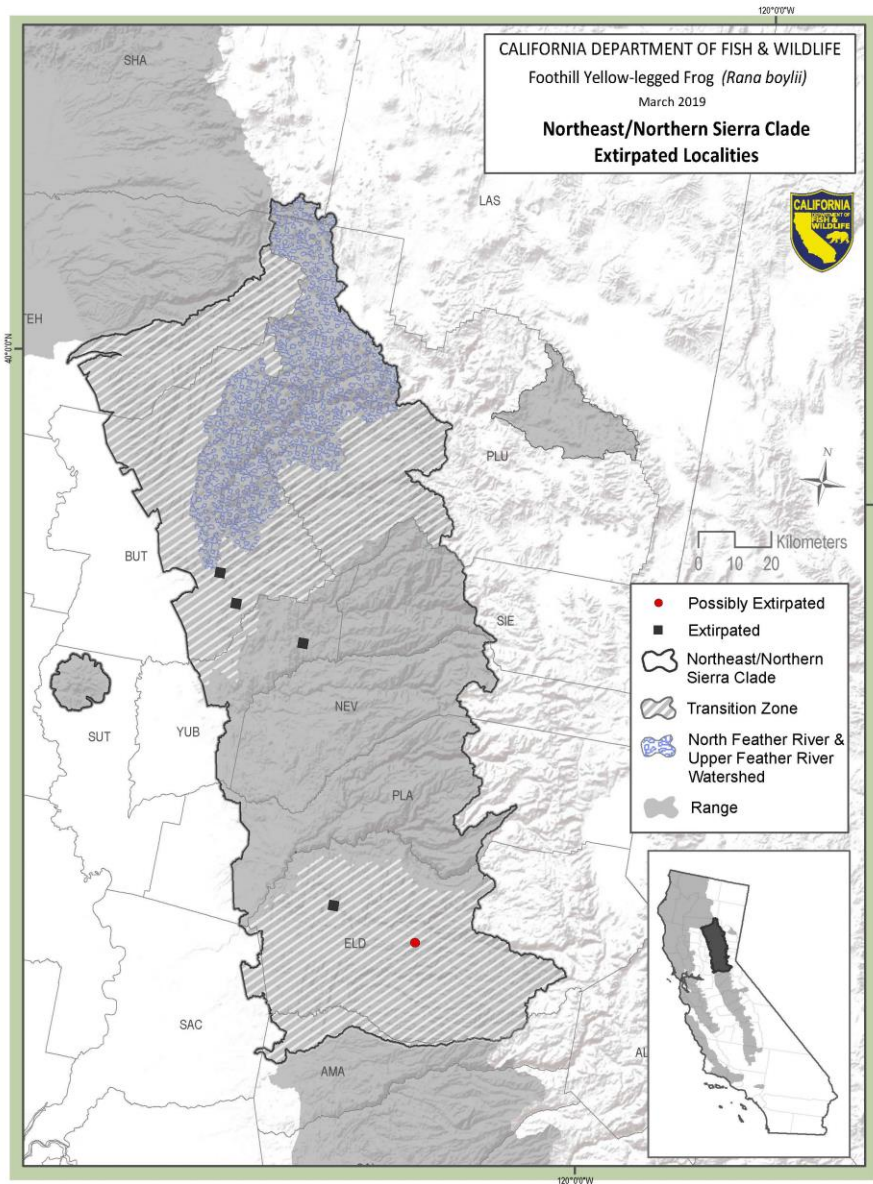 120°0'0"W
CALIFORNIA DEPARTMENT OF FISH & WILDLIFE
Foothill Yellow-legged Frog (Rana boylii)
March 2019
Northeast/Northern Sierra Clade
Extirpated Localities
SHA
LAS
CALIFORNIA
DEPARTMENT OF
FISH &
WILDLIFE
TEH
40°0'0"N
PLU
N
BUT
Kilometers
0 10 20
SIE
Possibly Extirpated
Extirpated
Northeast/Northern
Sierra Clade
Transition Zone
North Feather River &
Upper Feather River
Watershed
Range
NEV
SUT
YUB
PLA
ELD
SAC
AMA
AL
120°0'0"W